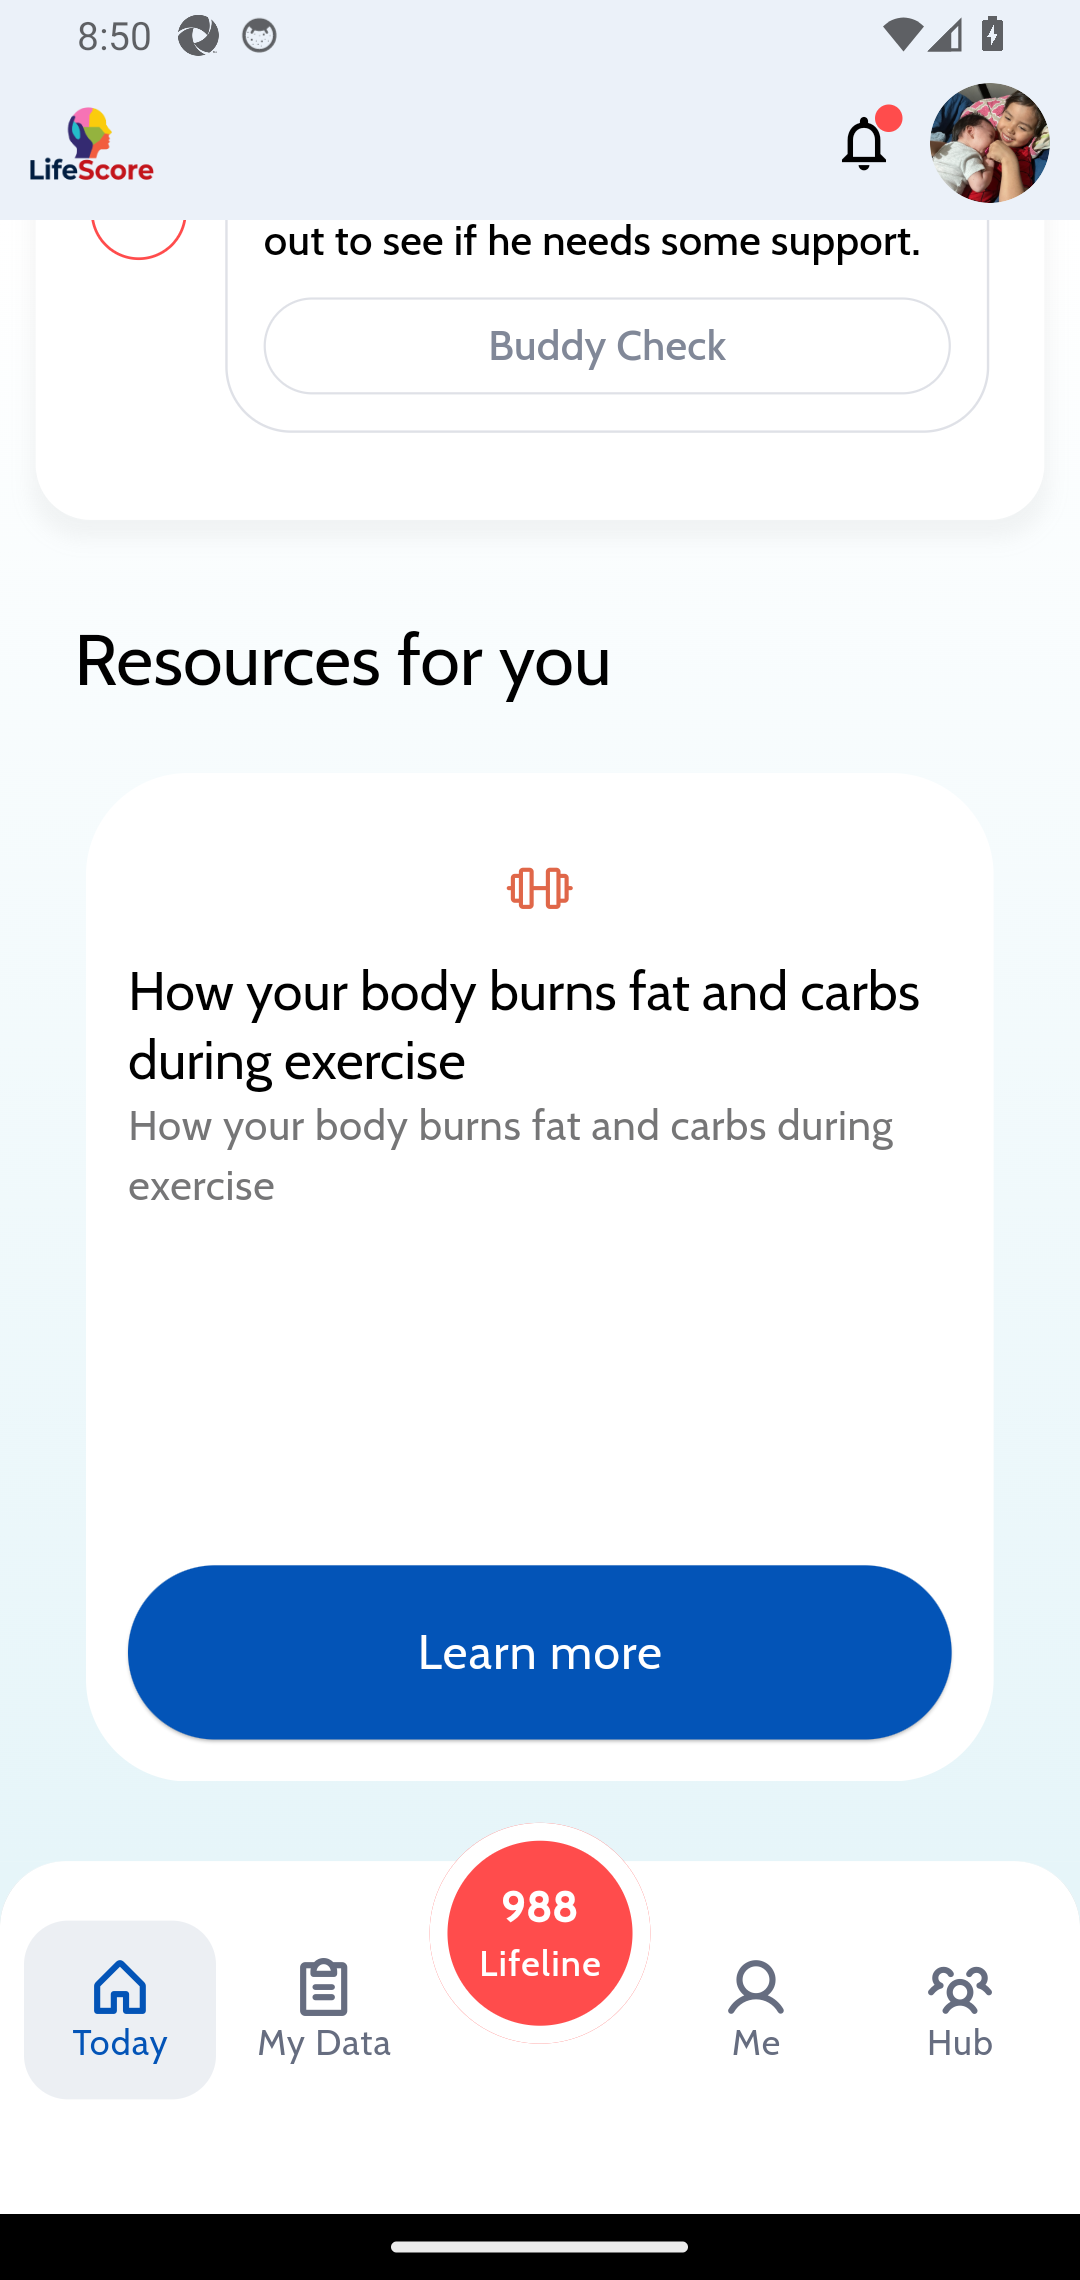 8:50
LifeScore
out to see if he needs some support.
Buddy Check
Resources for you
How your body burns fat and carbs
during exercise
How your body burns fat and carbs during
exercise
Learn more
988
Lifeline
Today
My Data
Me
Hub